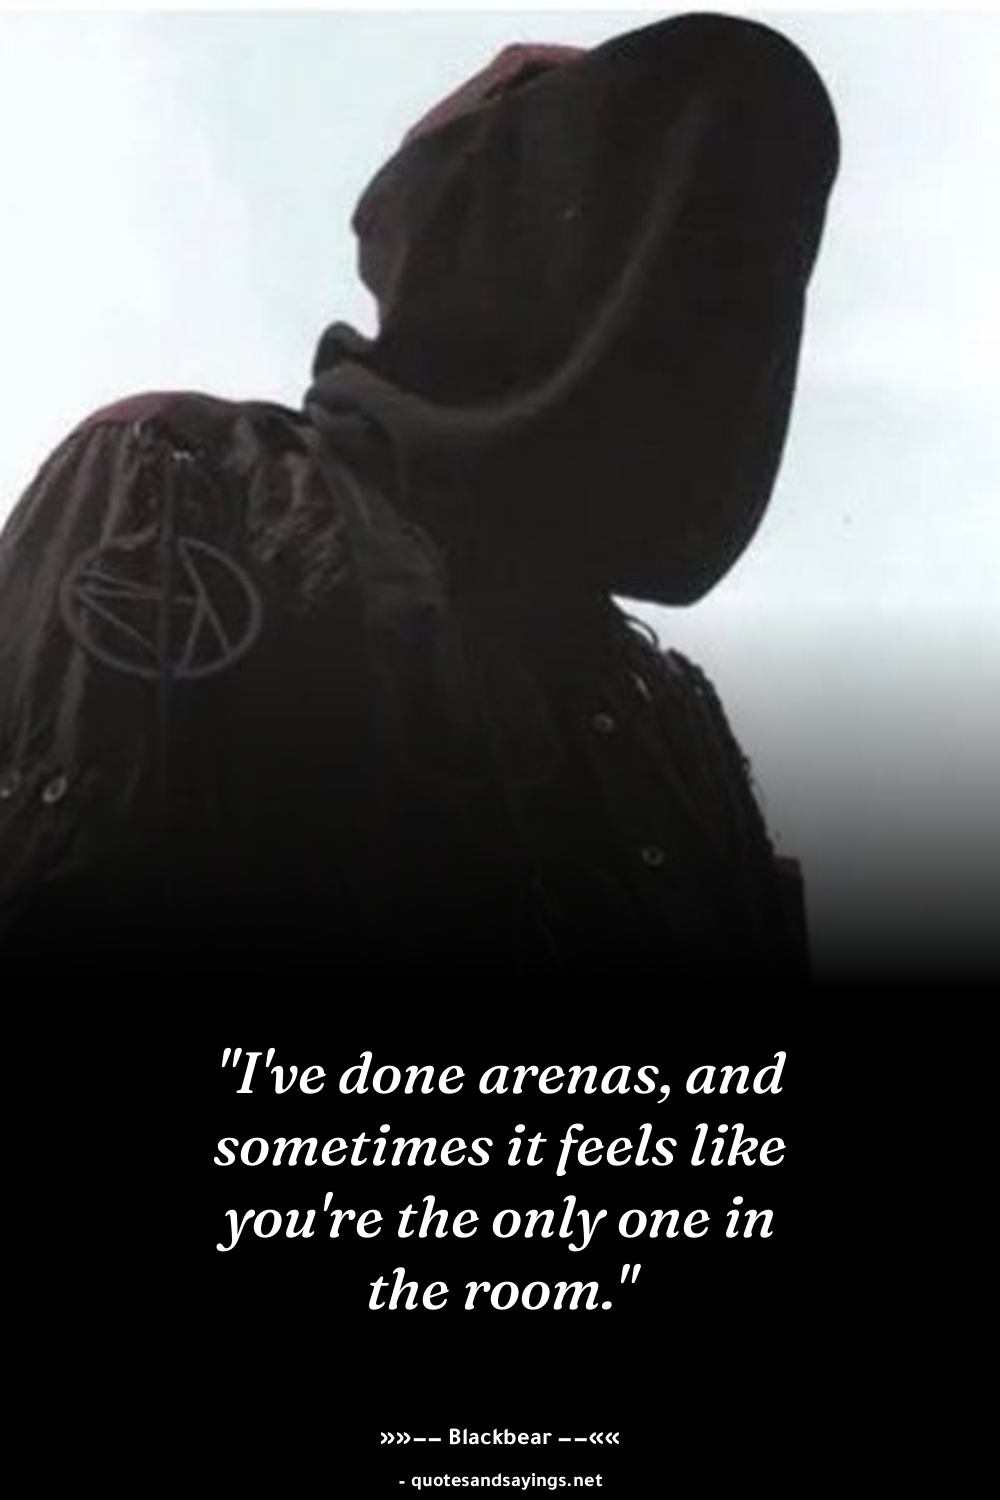 "I've done arenas, and
sometimes it feels like
you're the only one in
the room."
»»–– Blackbear ––««
- quotesandsayings.net